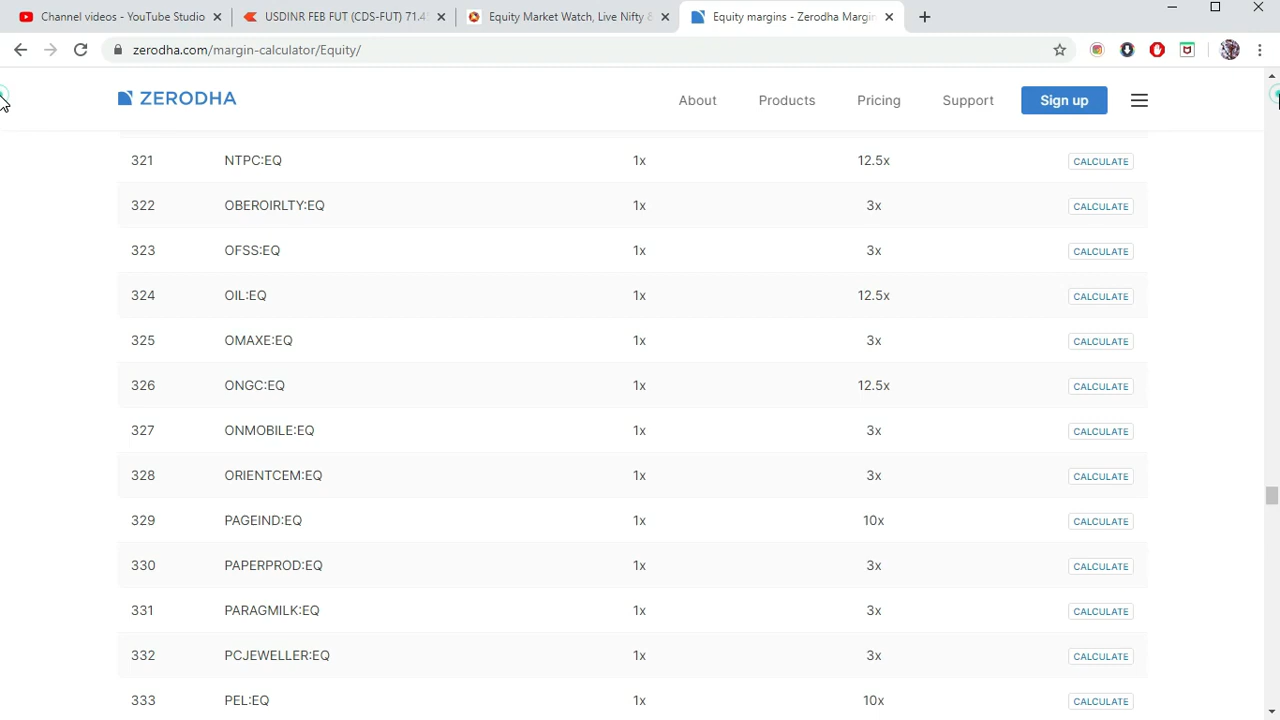 Channel videos - YouTube Studio
USDINR FEB FUT (CDS-FUT) 71.4
Equity Market Watch, Live Nifty &
Equity margins - Zerodha Margin
zerodha.com/margin-calculator/Equity/
ZERODHA
About Products Pricing Support Sign up
321 NTPC:EQ 1x 12.5x CALCULATE
322 OBEROIRLTY:EQ 1x 3x CALCULATE
323 OFSS:EQ 1x 3x CALCULATE
324 OIL:EQ 1x 12.5x CALCULATE
325 OMAXE:EQ 1x 3x CALCULATE
326 ONGC:EQ 1x 12.5x CALCULATE
327 ONMOBILE:EQ 1x 3x CALCULATE
328 ORIENTCEM:EQ 1x 3x CALCULATE
329 PAGEIND:EQ 1x 10x CALCULATE
330 PAPERPROD:EQ 1x 3x CALCULATE
331 PARAGMILK:EQ 1x 3x CALCULATE
332 PCJEWELLER:EQ 1x 3x CALCULATE
333 PEL:EQ 1x 10x CALCULATE